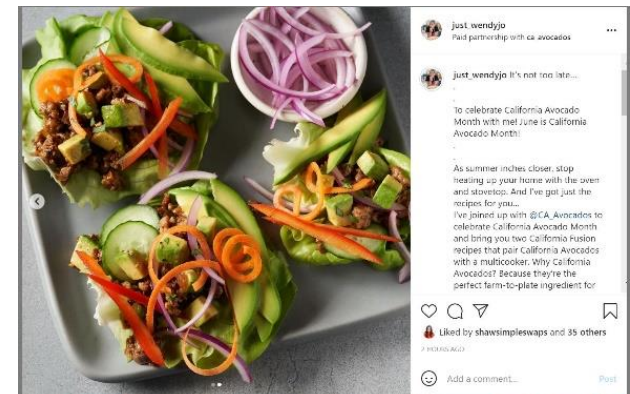 just_wendyjo
Paid partnership with ca_avocados
just_wendyjo It's not too late...
.
.
To celebrate California Avocado
Month with me! June is California
Avocado Month!
.
.
As summer inches closer, stop
heating up your home with the oven
and stovetop. And I've got just the
recipes for you...
I've joined up with @CA_Avocados to
celebrate California Avocado Month
and bring you two California Fusion
recipes that pair California Avocados
with a multicooker. Why California
Avocados? Because they're the
perfect farm-to-plate ingredient for
Liked by shawsimpleswaps and 35 others
2 HOURS AGO
Add a comment...
Post